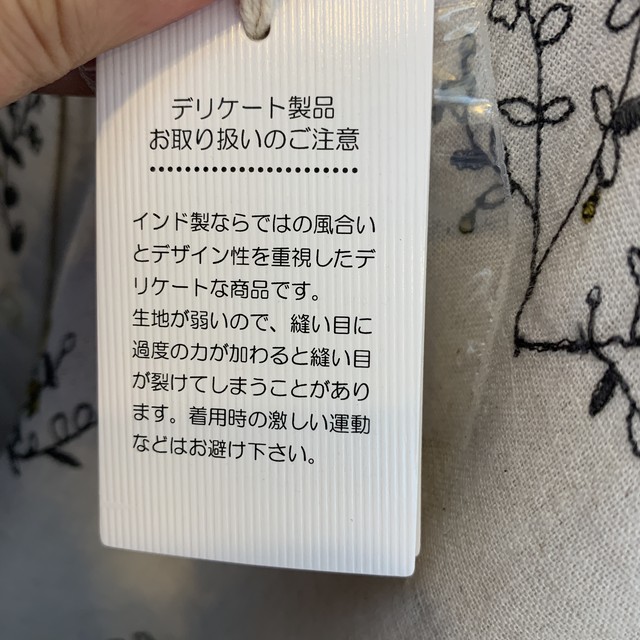 デリケート製品
お取り扱いのご注意
インド製ならではの風合い
とデザイン性を重視したデ
リケートな商品です。
生地が弱いので、縫い目に
過度の力が加わると縫い目
が裂けてしまうことがあり
ます。着用時の激しい運動
などはお避け下さい。